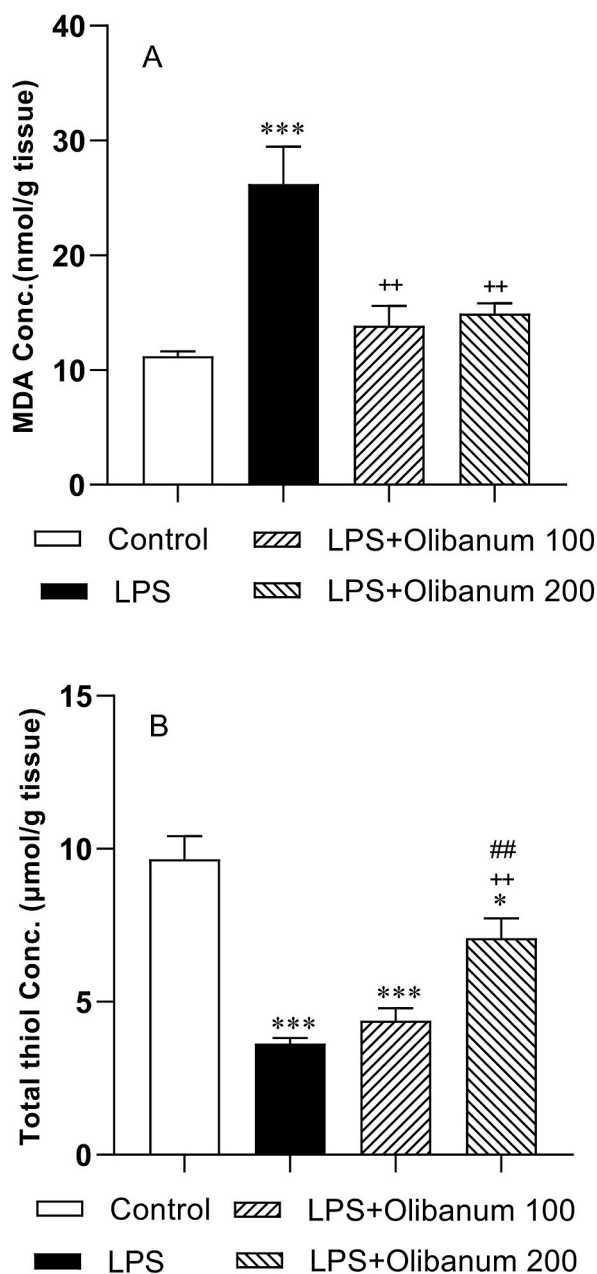 A
MDA Conc.(nmol/g tissue)
40
30
20
10
0
***
++
++
Control
LPS+Olibanum 100
LPS
LPS+Olibanum 200
B
Total thiol Conc. (µmol/g tissue)
15
10
5
0
***
***
##
++
*
Control
LPS+Olibanum 100
LPS
LPS+Olibanum 200